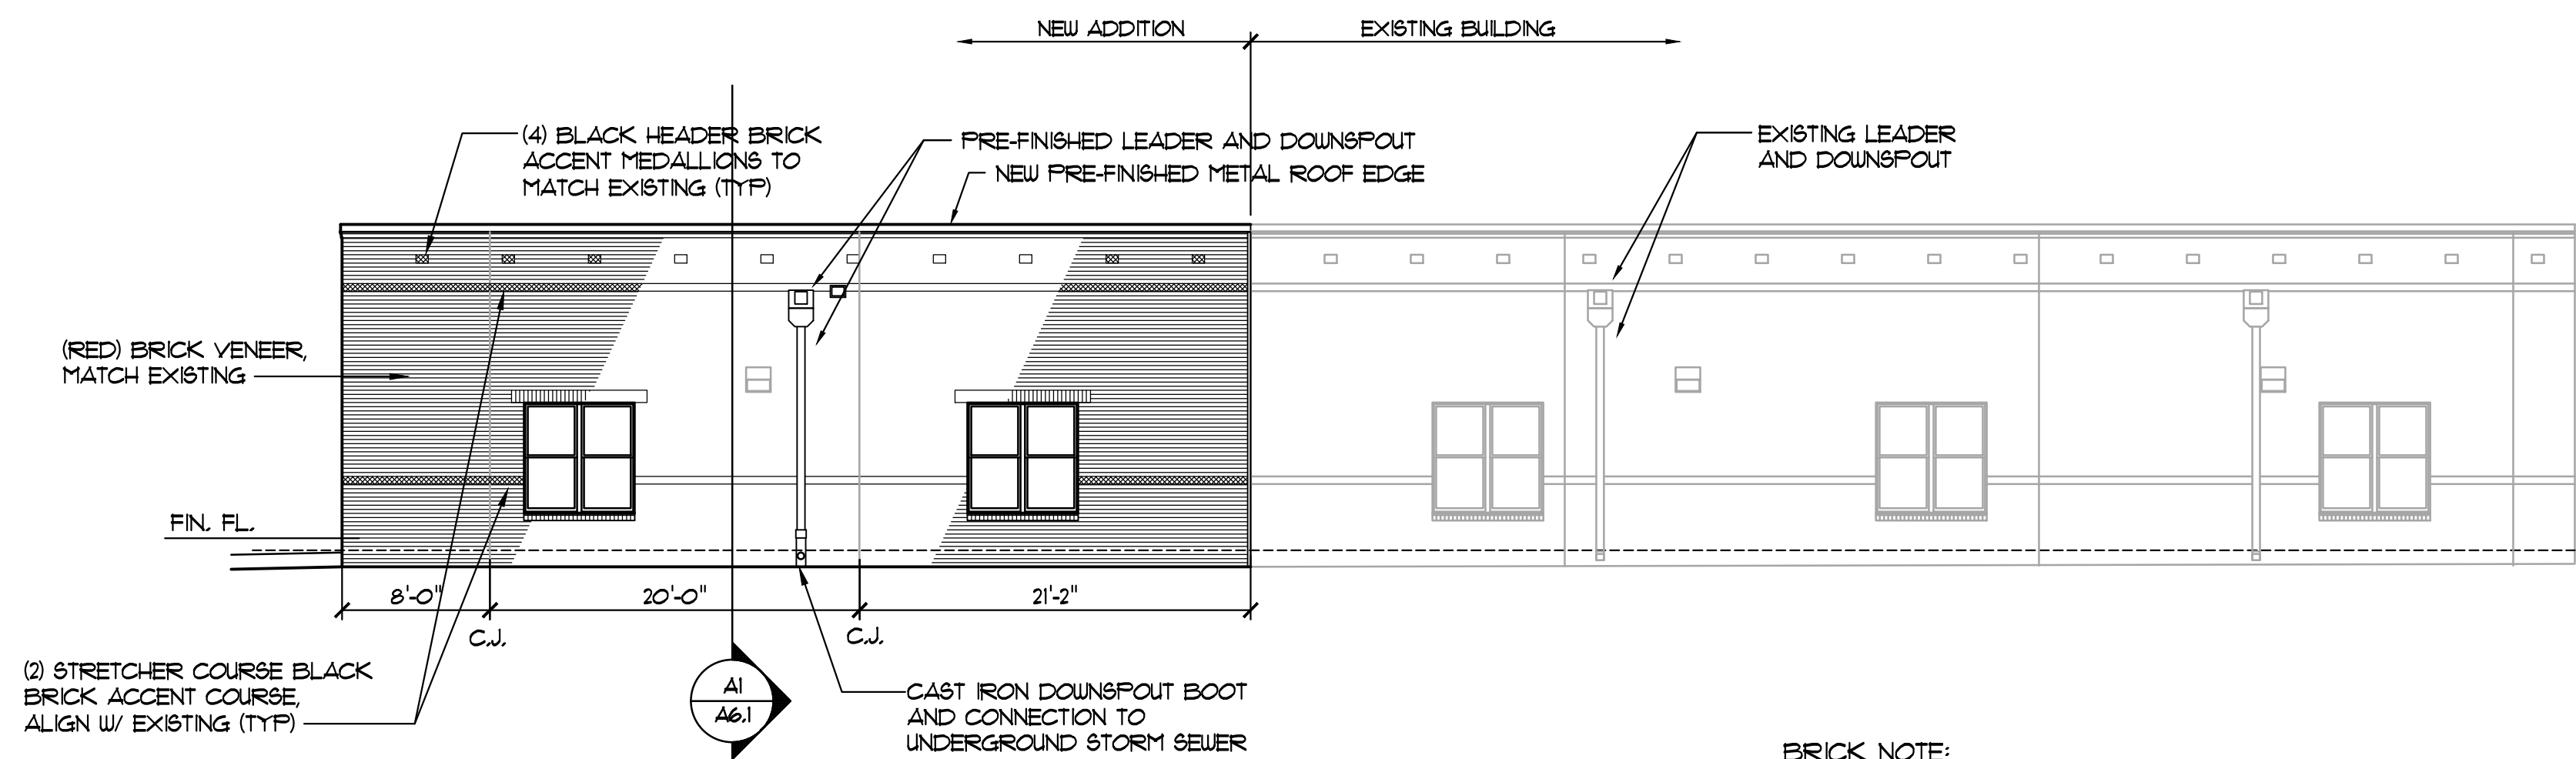 NEW ADDITION
EXISTING BUILDING
(4) BLACK HEADER BRICK
ACCENT MEDALLIONS TO
MATCH EXISTING (TYP)
PRE-FINISHED LEADER AND DOWNSPOUT
NEW PRE-FINISHED METAL ROOF EDGE
EXISTING LEADER
AND DOWNSPOUT
(RED) BRICK VENEER,
MATCH EXISTING
FIN. FL.
8'-0"
20'-0"
21'-2"
C.J.
C.J.
(2) STRETCHER COURSE BLACK
BRICK ACCENT COURSE,
ALIGN W/ EXISTING (TYP)
A1
A6.1
CAST IRON DOWNSPOUT BOOT
AND CONNECTION TO
UNDERGROUND STORM SEWER
BRICK NOTE: